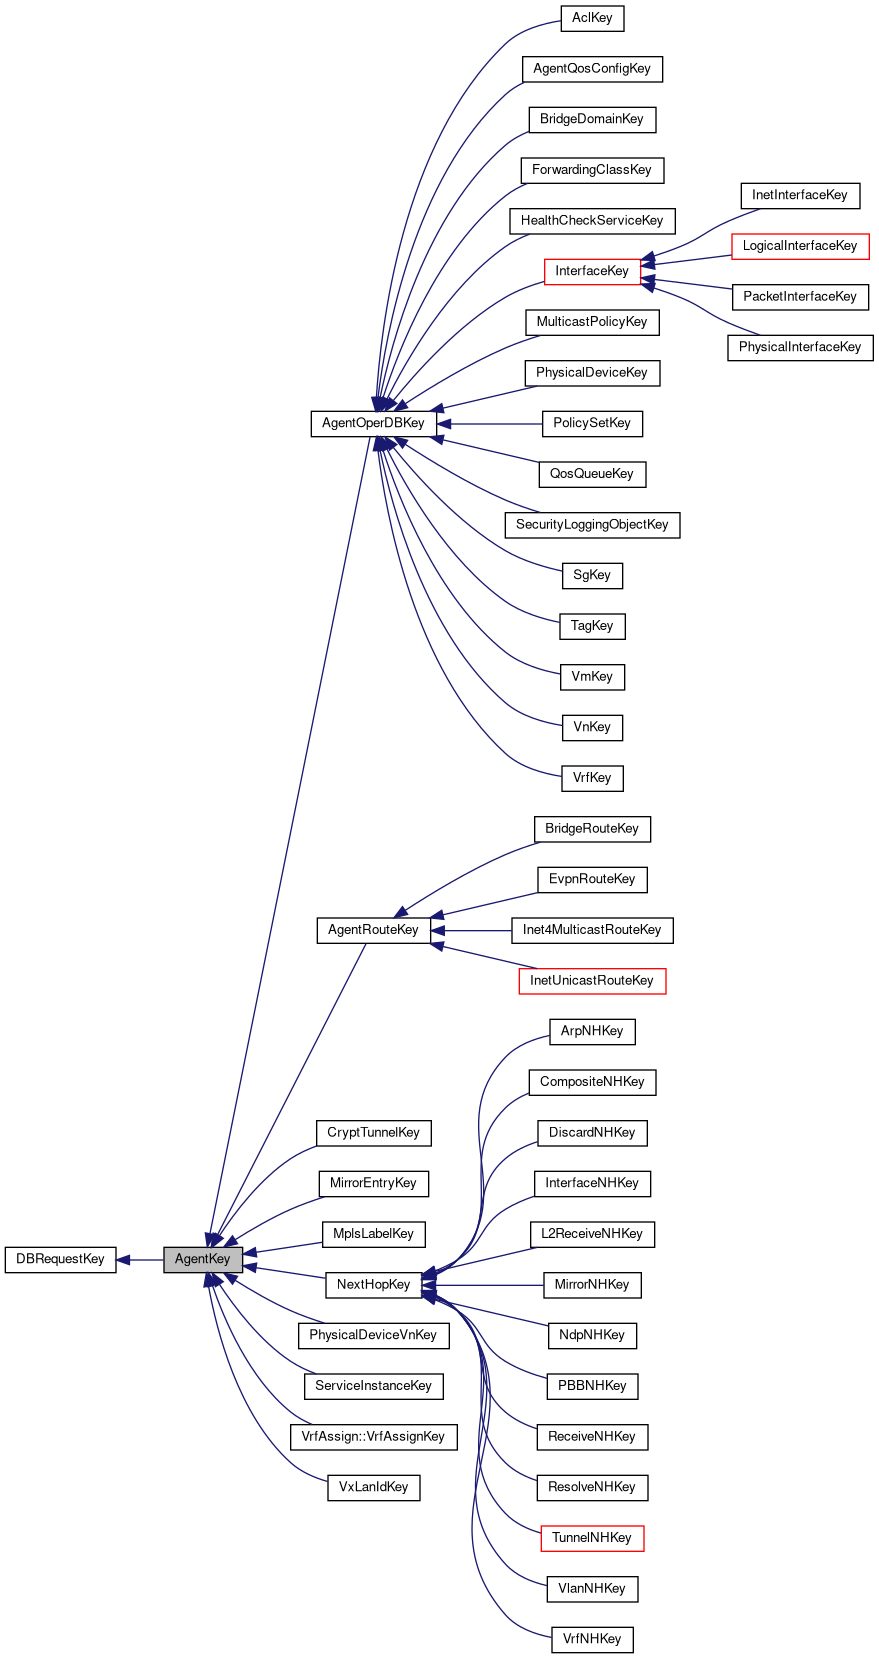 AclKey
AgentQosConfigKey
BridgeDomainKey
ForwardingClassKey
InetInterfaceKey
HealthCheckServiceKey
LogicalInterfaceKey
InterfaceKey
PacketInterfaceKey
MulticastPolicyKey
PhysicalInterfaceKey
PhysicalDeviceKey
AgentOperDBKey
PolicySetKey
QosQueueKey
SecurityLoggingObjectKey
SgKey
TagKey
VmKey
VnKey
VrfKey
BridgeRouteKey
EvpnRouteKey
AgentRouteKey
Inet4MulticastRouteKey
InetUnicastRouteKey
ArpNHKey
CompositeNHKey
CryptTunnelKey
DiscardNHKey
MirrorEntryKey
InterfaceNHKey
MplsLabelKey
L2ReceiveNHKey
DBRequestKey
AgentKey
NextHopKey
MirrorNHKey
PhysicalDeviceVnKey
NdpNHKey
ServiceInstanceKey
PBBNHKey
VrfAssign::VrfAssignKey
ReceiveNHKey
VxLanIdKey
ResolveNHKey
TunnelNHKey
VlanNHKey
VrfNHKey